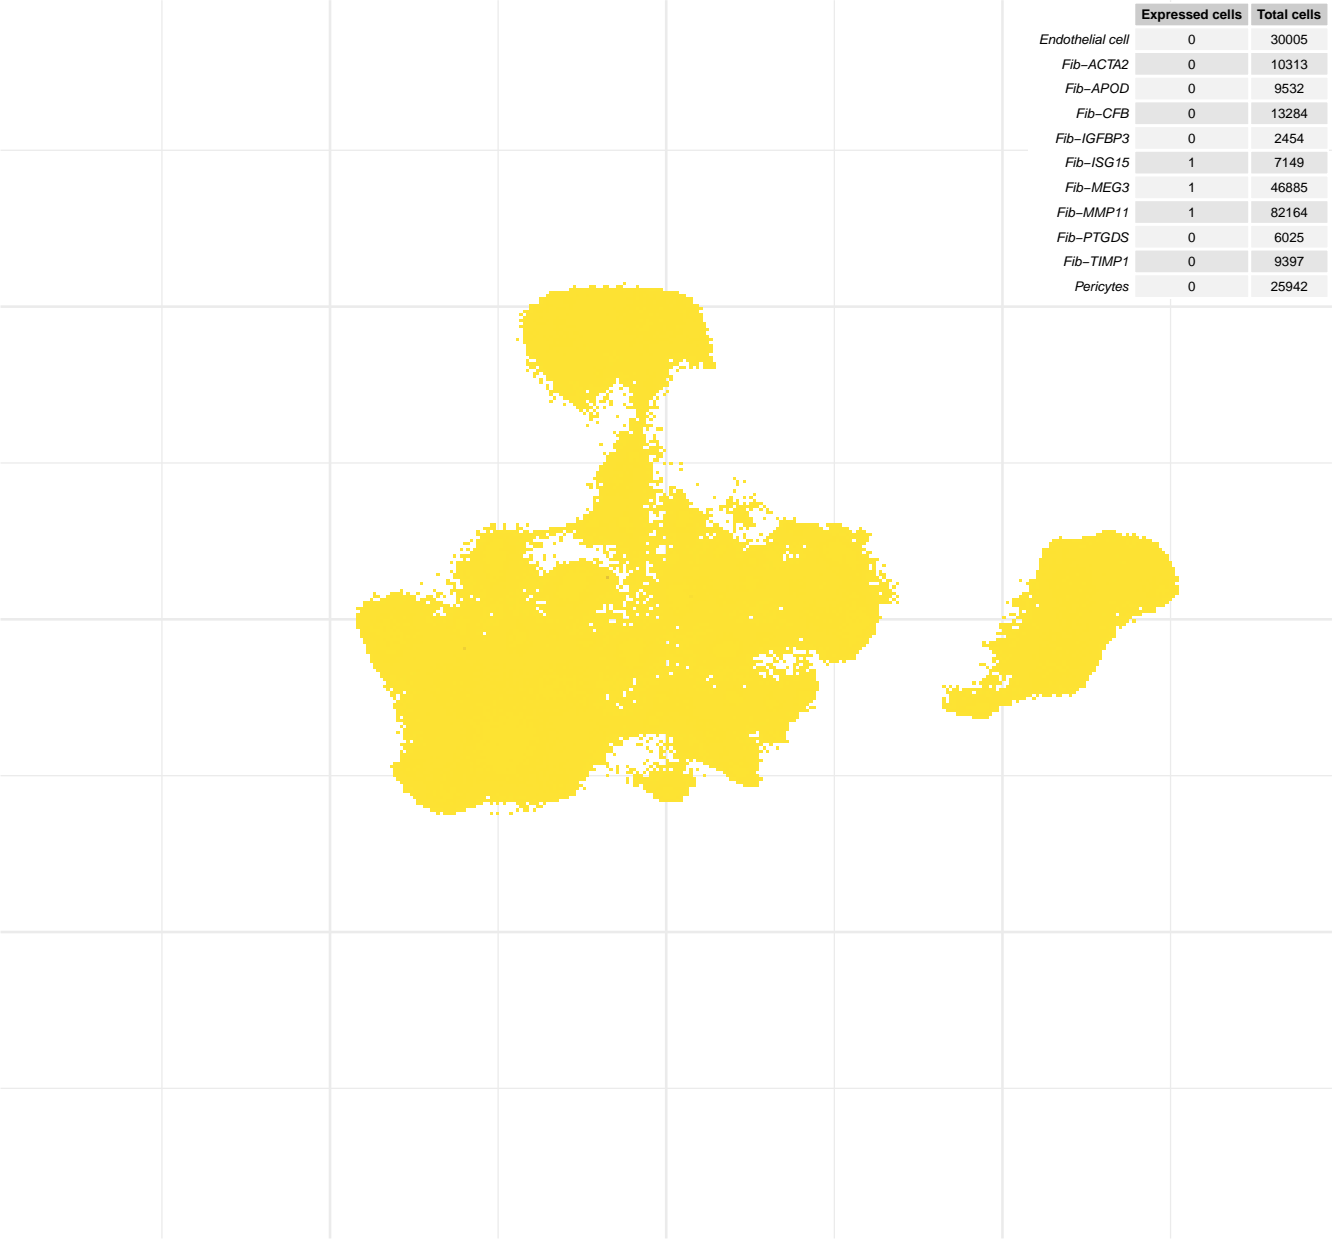 Expressed cells Total cells
Endothelial cell 0 30005
Fib−ACTA2 0 10313
Fib−APOD 0 9532
Fib−CFB 0 13284
Fib−IGFBP3 0 2454
Fib−ISG15 1 7149
Fib−MEG3 1 46885
Fib−MMP11 1 82164
Fib−PTGDS 0 6025
Fib−TIMP1 0 9397
Pericytes 0 25942